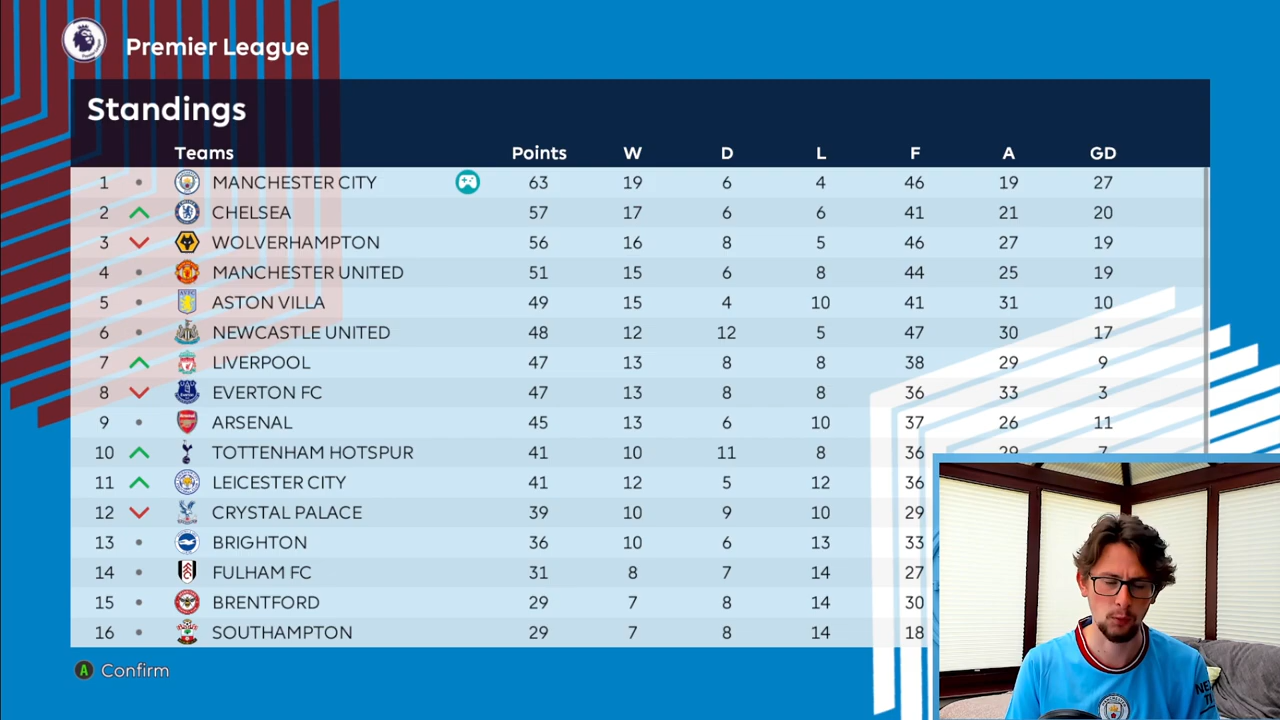 Premier League
Standings
Teams Points W D L F A GD
1 MANCHESTER CITY 63 19 6 4 46 19 27
2 CHELSEA 57 17 6 6 41 21 20
3 WOLVERHAMPTON 56 16 8 5 46 27 19
4 MANCHESTER UNITED 51 15 6 8 44 25 19
5 ASTON VILLA 49 15 4 10 41 31 10
6 NEWCASTLE UNITED 48 12 12 5 47 30 17
7 LIVERPOOL 47 13 8 8 38 29 9
8 EVERTON FC 47 13 8 8 36 33 3
9 ARSENAL 45 13 6 10 37 26 11
10 TOTTENHAM HOTSPUR 41 10 11 8 36 29 7
11 LEICESTER CITY 41 12 5 12 36
12 CRYSTAL PALACE 39 10 9 10 29
13 BRIGHTON 36 10 6 13 33
14 FULHAM FC 31 8 7 14 27
15 BRENTFORD 29 7 8 14 30
16 SOUTHAMPTON 29 7 8 14 18
A Confirm